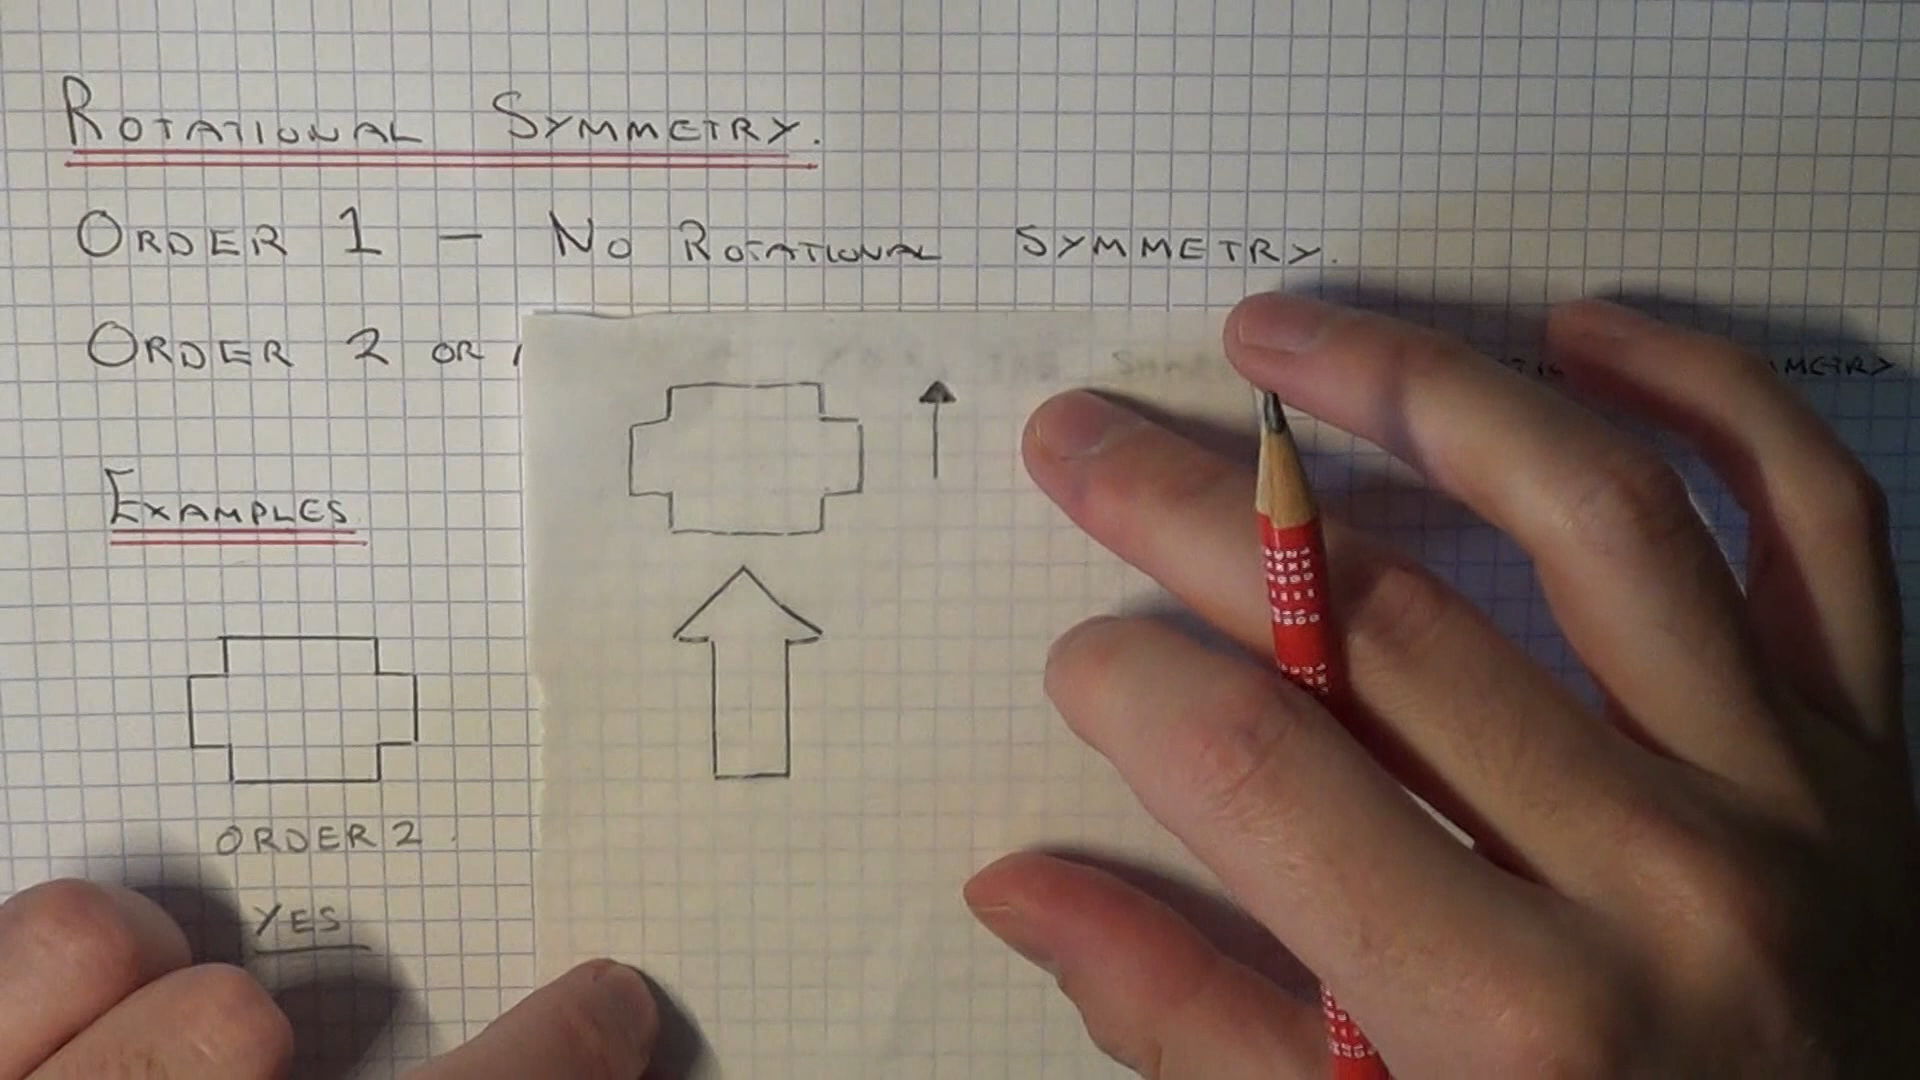 ROTATIONAL SYMMETRY.
ORDER 1 - NO ROTATIONAL SYMMETRY.
ORDER 2 OR
EXAMPLES
ORDER 2.
YES